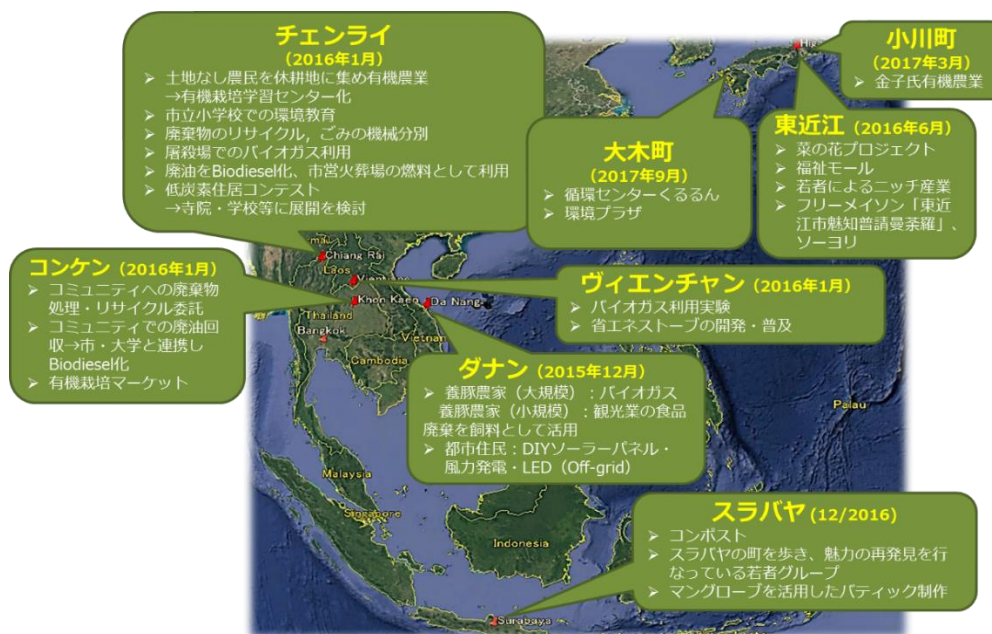 チェンライ
(2016年1月)
➢ 土地なし農民を休耕地に集め有機農業
→有機栽培学習センター化
➢ 市立小学校での環境教育
➢ 廃棄物のリサイクル，ごみの機械分別
➢ 屠殺場でのバイオガス利用
➢ 廃油をBiodiesel化、市営火葬場の燃料として利用
➢ 低炭素住居コンテスト
→寺院・学校等に展開を検討
小川町
(2017年3月)
➢ 金子氏有機農業
大木町
(2017年9月)
➢ 循環センターくるるん
➢ 環境プラザ
東近江 (2016年6月)
➢ 菜の花プロジェクト
➢ 福祉モール
➢ 若者によるニッチ産業
➢ フリーメイソン「東近
江市魅知普請曼荼羅」、
ソーヨリ
コンケン (2016年1月)
➢ コミュニティへの廃棄物
処理・リサイクル委託
➢ コミュニティでの廃油回
収→市・大学と連携し
Biodiesel化
➢ 有機栽培マーケット
ヴィエンチャン (2016年1月)
➢ バイオガス利用実験
➢ 省エネストーブの開発・普及
ダナン (2015年12月)
➢ 養豚農家（大規模）：バイオガス
養豚農家（小規模）：観光業の食品
廃棄を飼料として活用
➢ 都市住民：DIYソーラーパネル・
風力発電・LED（Off-grid）
スラバヤ (12/2016)
➢ コンポスト
➢ スラバヤの町を歩き、魅力の再発見を行
なっている若者グループ
➢ マングローブを活用したバティック制作
Chiang Rai
Laos
Vientiane
Khon Kaen
Da Nang
Thailand
Bangkok
Vietnam
Cambodia
Palau
Malaysia
Singapore
Indonesia
Surabaya